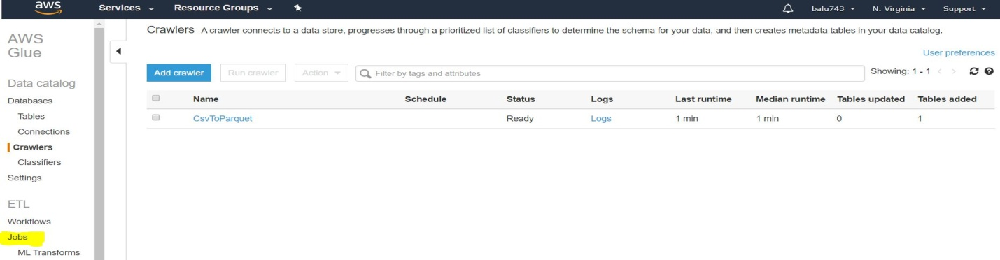 aws Services Resource Groups balu743 N. Virginia Support
AWS
Glue
Data catalog
Databases
Tables
Connections
Crawlers
Classifiers
Settings
ETL
Workflows
Jobs
ML Transforms
Crawlers A crawler connects to a data store, progresses through a prioritized list of classifiers to determine the schema for your data, and then creates metadata tables in your data catalog.
User preferences
Add crawler Run crawler Action Filter by tags and attributes Showing: 1 - 1 < >
Name Schedule Status Logs Last runtime Median runtime Tables updated Tables added
CsvToParquet Ready Logs 1 min 1 min 0 1